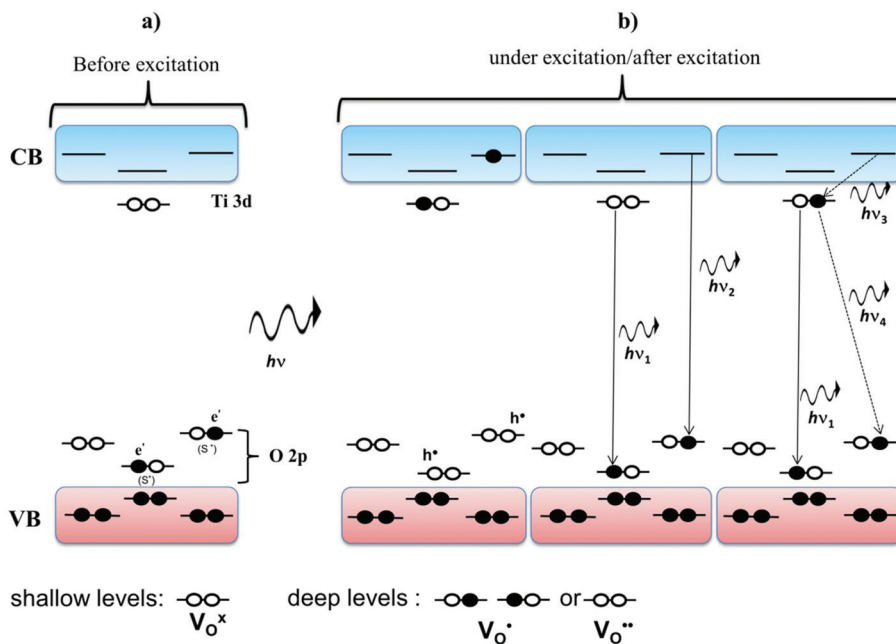 a)
b)
Before excitation
under excitation/after excitation
CB
Ti 3d
hν₃
hν₂
hν₄
hν
hν₁
hν₁
e'
e'
(S*)
(S*)
O 2p
h•
h•
VB
shallow levels:
deep levels :
or
V_O^x
V_O^•
V_O^••